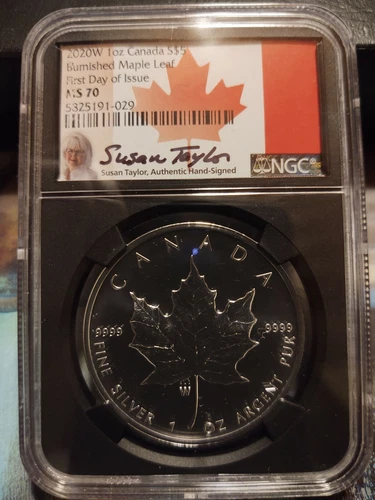 2020W 1oz Canada S$5
Burnished Maple Leaf
First Day of Issue
MS 70
5325191-029
Susan Taylor
Susan Taylor, Authentic Hand-Signed
NGC
CANADA
9999 9999
FINE SILVER 1 OZ ARGENT PUR
W